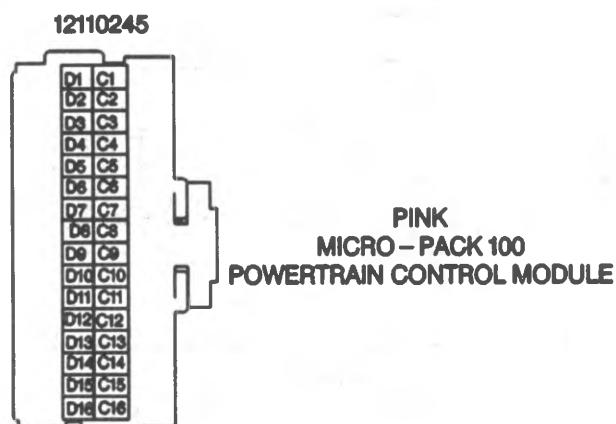 12110245
D1 C1
D2 C2
D3 C3
D4 C4
D5 C5
D6 C6
D7 C7
D8 C8
D9 C9
D10 C10
D11 C11
D12 C12
D13 C13
D14 C14
D15 C15
D16 C16
PINK
MICRO – PACK 100
POWERTRAIN CONTROL MODULE